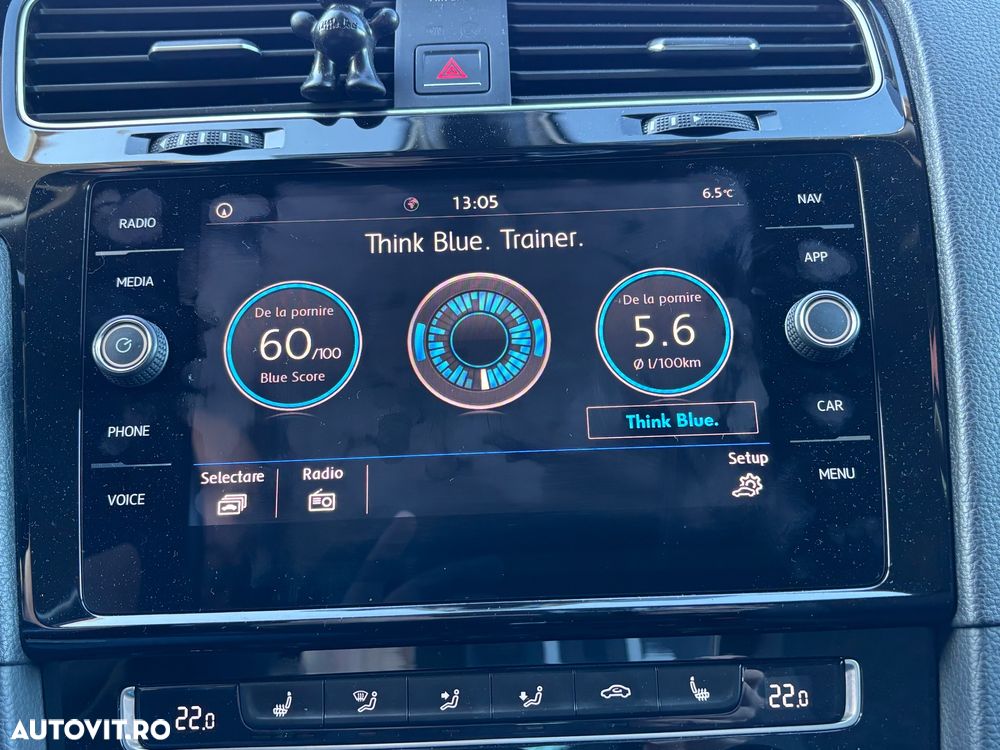 13:05
6.5°C
RADIO
MEDIA
PHONE
VOICE
Think Blue. Trainer.
De la pornire
60/100
Blue Score
De la pornire
5.6
Ø l/100km
Think Blue.
Selectare
Radio
Setup
NAV
APP
CAR
MENU
22.0
22.0
AUTOVIT.RO